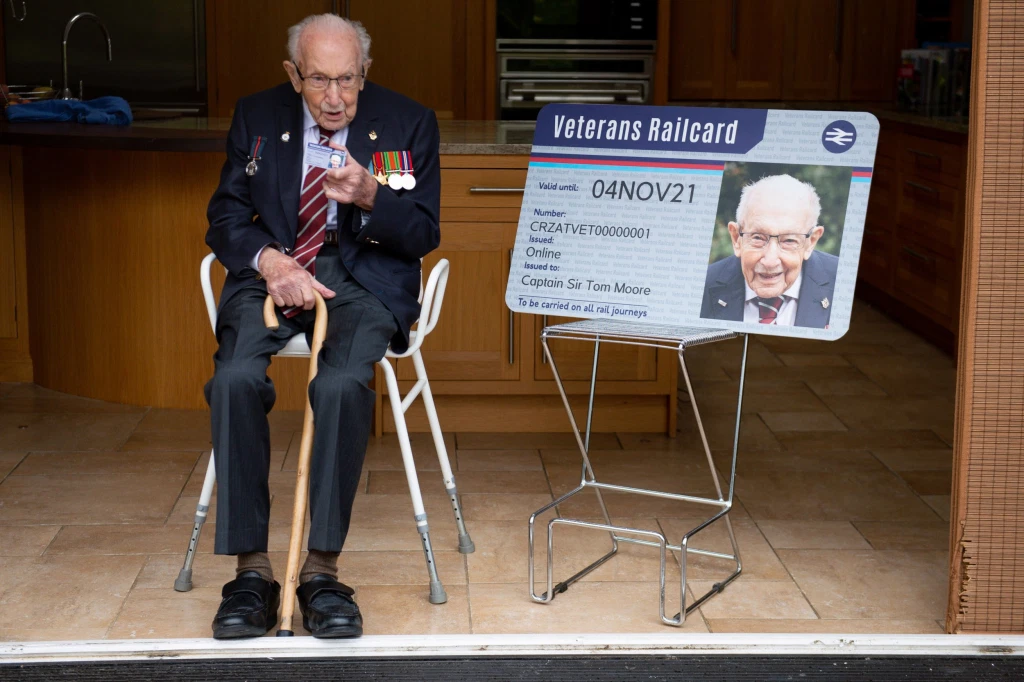 Veterans Railcard
Valid until: 04NOV21
Number:
CRZATVET00000001
Issued:
Online
Issued to:
Captain Sir Tom Moore
To be carried on all rail journeys